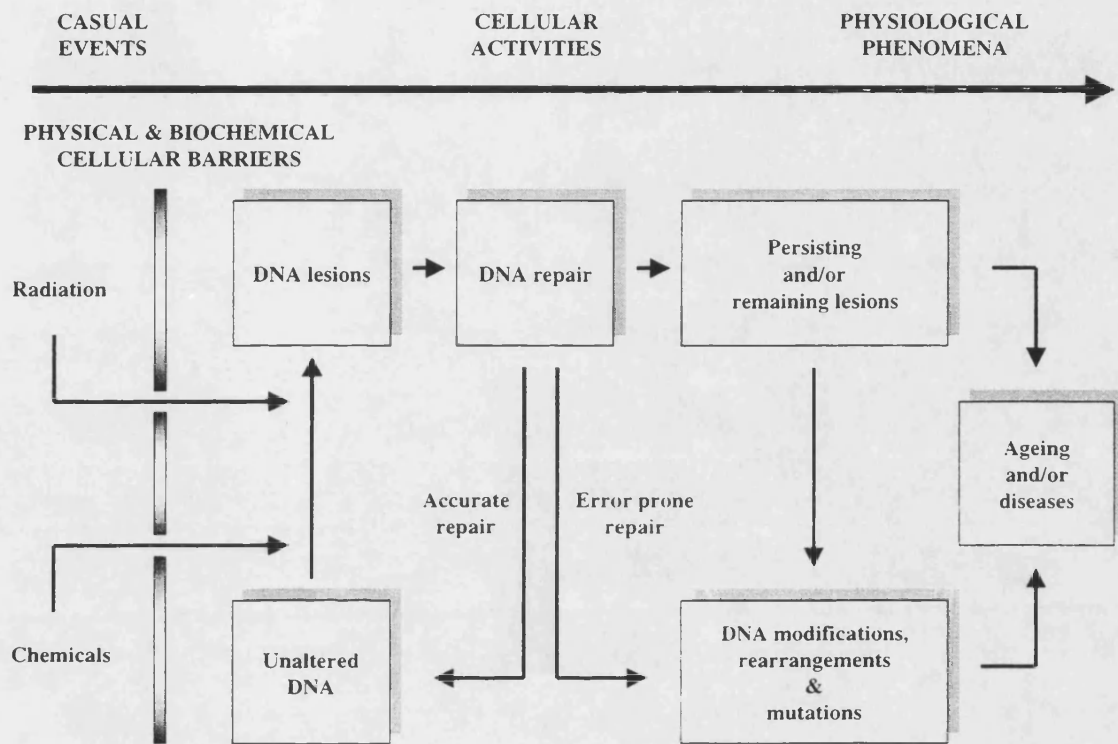 CASUAL
EVENTS
CELLULAR
ACTIVITIES
PHYSIOLOGICAL
PHENOMENA
PHYSICAL & BIOCHEMICAL
CELLULAR BARRIERS
DNA lesions
DNA repair
Persisting
and/or
remaining lesions
Radiation
Ageing
and/or
diseases
Accurate
repair
Error prone
repair
Chemicals
Unaltered
DNA
DNA modifications,
rearrangements
&
mutations